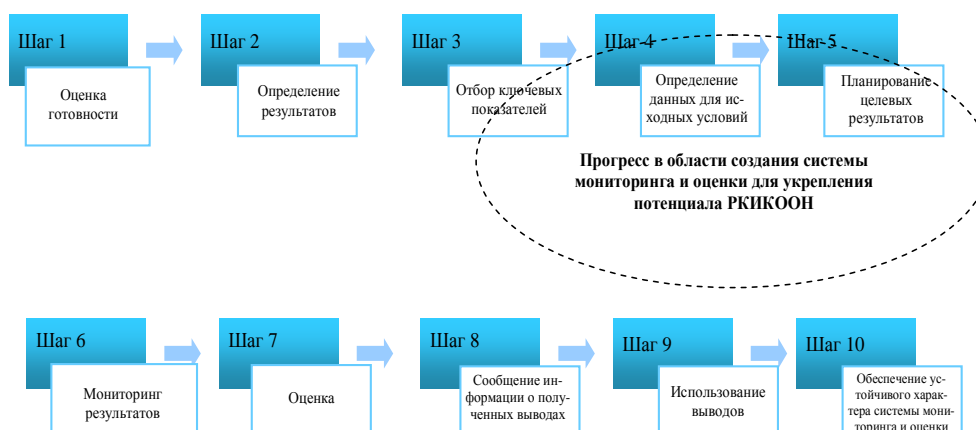 Шаг 1
Оценка
готовности
Шаг 2
Определение
результатов
Шаг 3
Отбор ключевых
показателей
Шаг 4
Определение
данных для ис-
ходных условий
Шаг 5
Планирование
целевых
результатов
Прогресс в области создания системы
мониторинга и оценки для укрепления
потенциала РКИКООН
Шаг 6
Мониторинг
результатов
Шаг 7
Оценка
Шаг 8
Сообщение ин-
формации о полу-
ченных выводах
Шаг 9
Использование
выводов
Шаг 10
Обеспечение ус-
тойчивого харак-
тера системы мони-
торинга и оценки